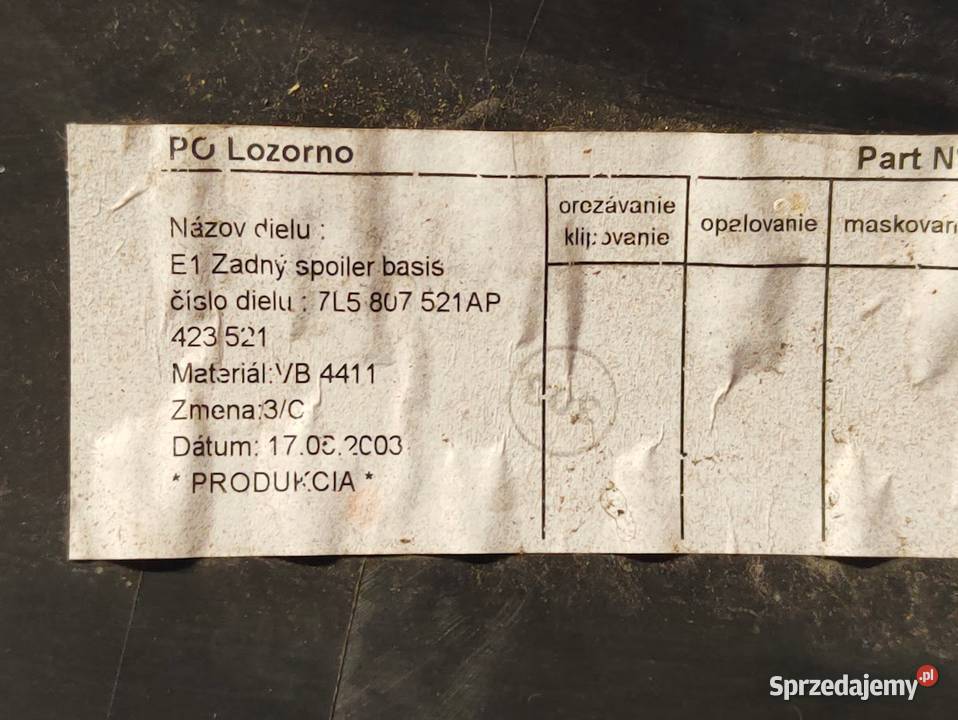 PO Lozorno
Part N
orezávanie
klipovanie
opalovanie
maskovan
Názov dielu :
E1 Zadný spoiler basis
číslo dielu : 7L5 807 521AP
423 521
Materiál:VB 4411
Zmena:3/C
Dátum:
* PRODUKCIA *
Sprzedajemy.pl